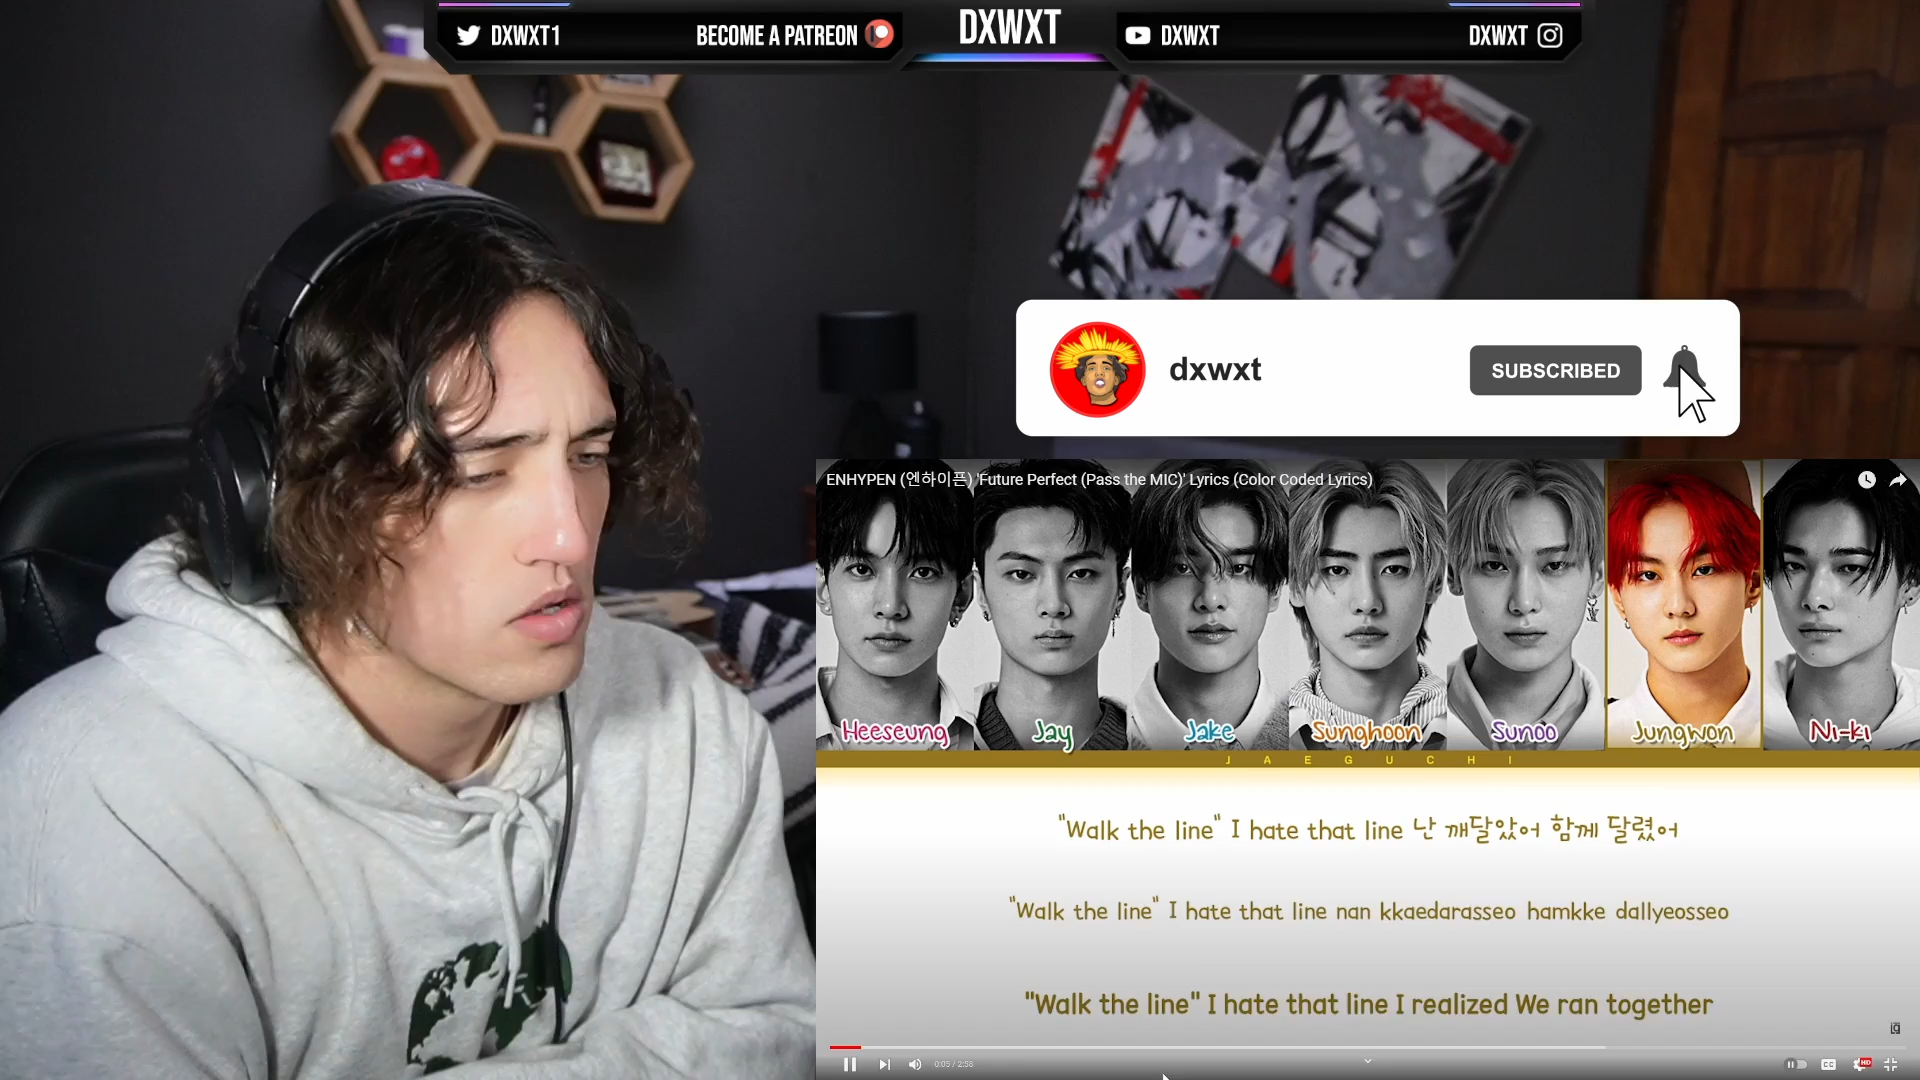 DXWXT1
BECOME A PATREON
DXWXT
DXWXT
DXWXT
dxwxt
SUBSCRIBED
ENHYPEN (엔하이픈) 'Future Perfect (Pass the MIC)' Lyrics (Color Coded Lyrics)
Heeseung Jay Jake Sunghoon Sunoo Jungwon Ni-ki
J A E G U C H I
"Walk the line" I hate that line 난 깨달았어 함께 달렸어
"Walk the line" I hate that line nan kkaedarasseo hamkke dallyeosseo
"Walk the line" I hate that line I realized We ran together
0:05 / 2:58
CC
HD